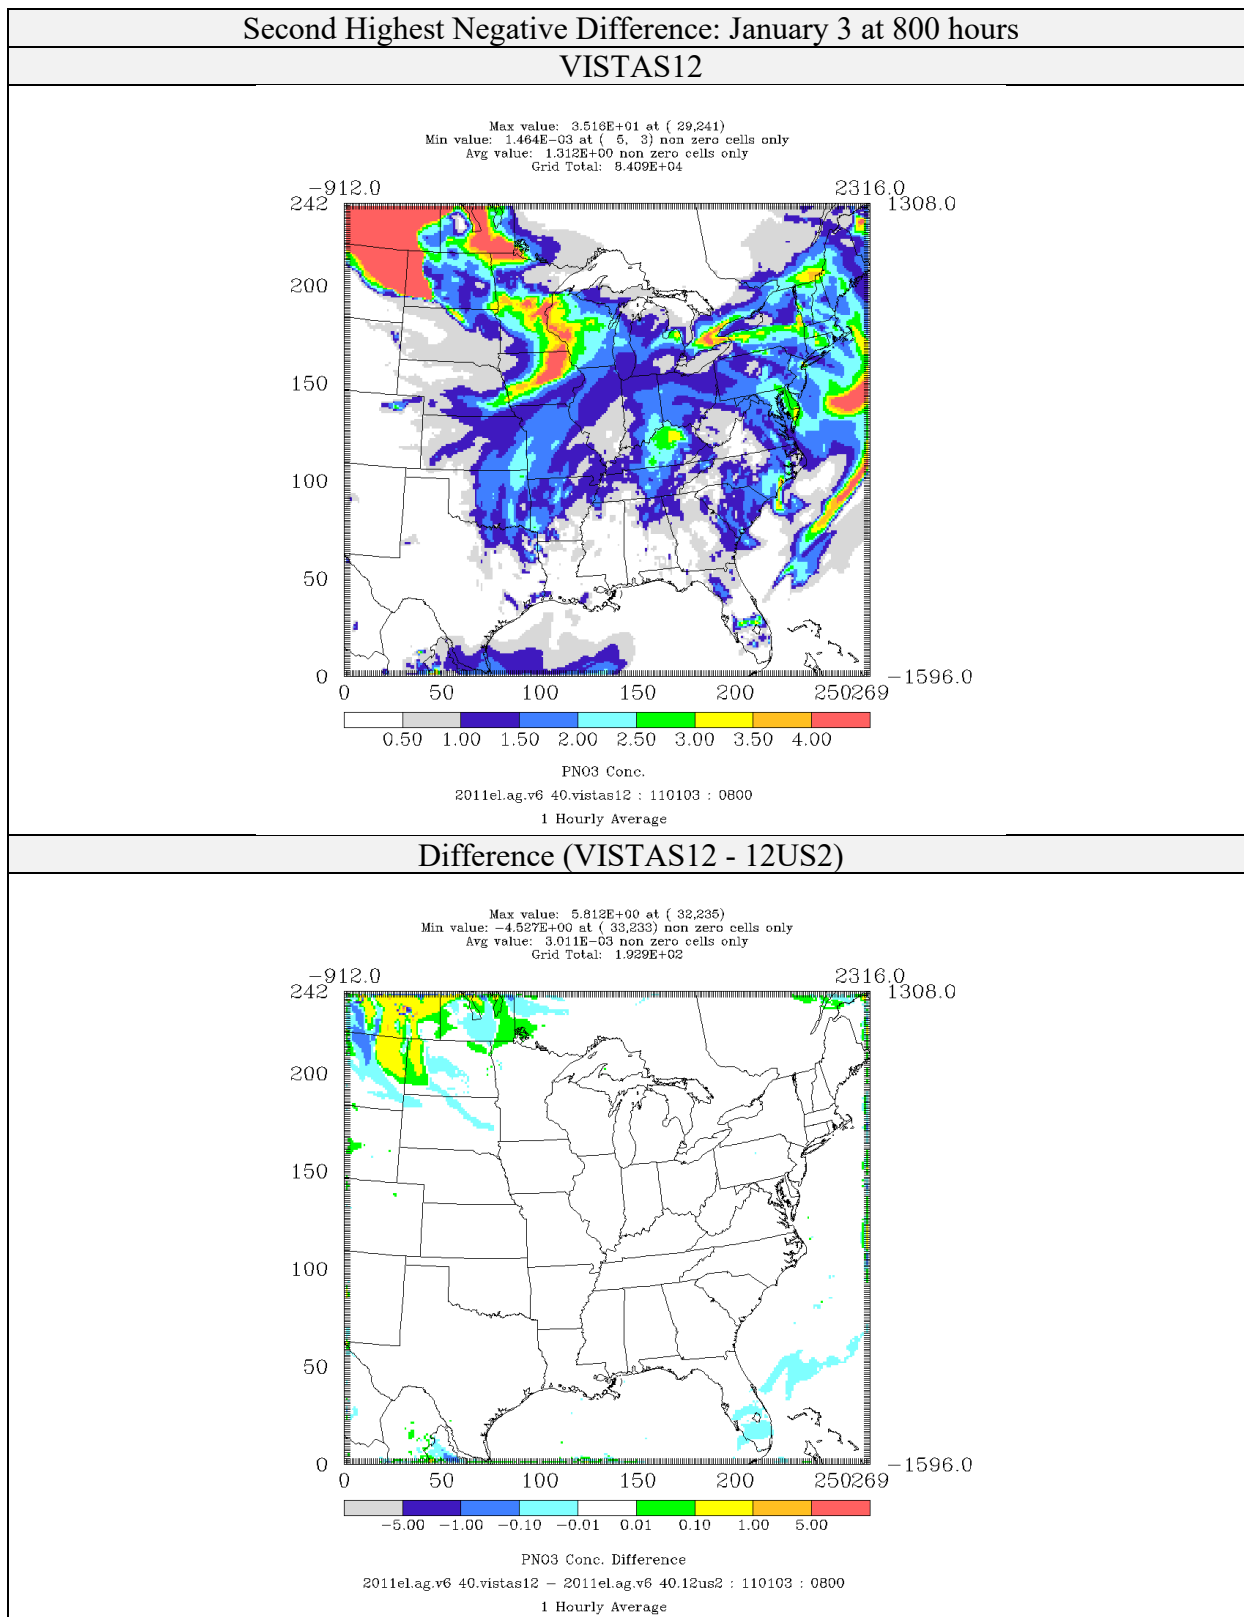 Second Highest Negative Difference: January 3 at 800 hours
VISTAS12
Max value: 3.516E+01 at ( 29,241)
Min value: 1.464E-03 at ( 5, 3) non zero cells only
Avg value: 1.312E+00 non zero cells only
Grid Total: 8.409E+04
-912.0 2316.0
242 1308.0
200
150
100
50
0 -1596.0
0 50 100 150 200 250269
0.50 1.00 1.50 2.00 2.50 3.00 3.50 4.00
PNO3 Conc.
2011el.ag.v6 40.vistas12 : 110103 : 0800
1 Hourly Average
Difference (VISTAS12 - 12US2)
Max value: 5.812E+00 at ( 32,235)
Min value: -4.527E+00 at ( 33,233) non zero cells only
Avg value: 3.011E-03 non zero cells only
Grid Total: 1.929E+02
-912.0 2316.0
242 1308.0
200
150
100
50
0 -1596.0
0 50 100 150 200 250269
-5.00 -1.00 -0.10 -0.01 0.01 0.10 1.00 5.00
PNO3 Conc. Difference
2011el.ag.v6 40.vistas12 - 2011el.ag.v6 40.12us2 : 110103 : 0800
1 Hourly Average